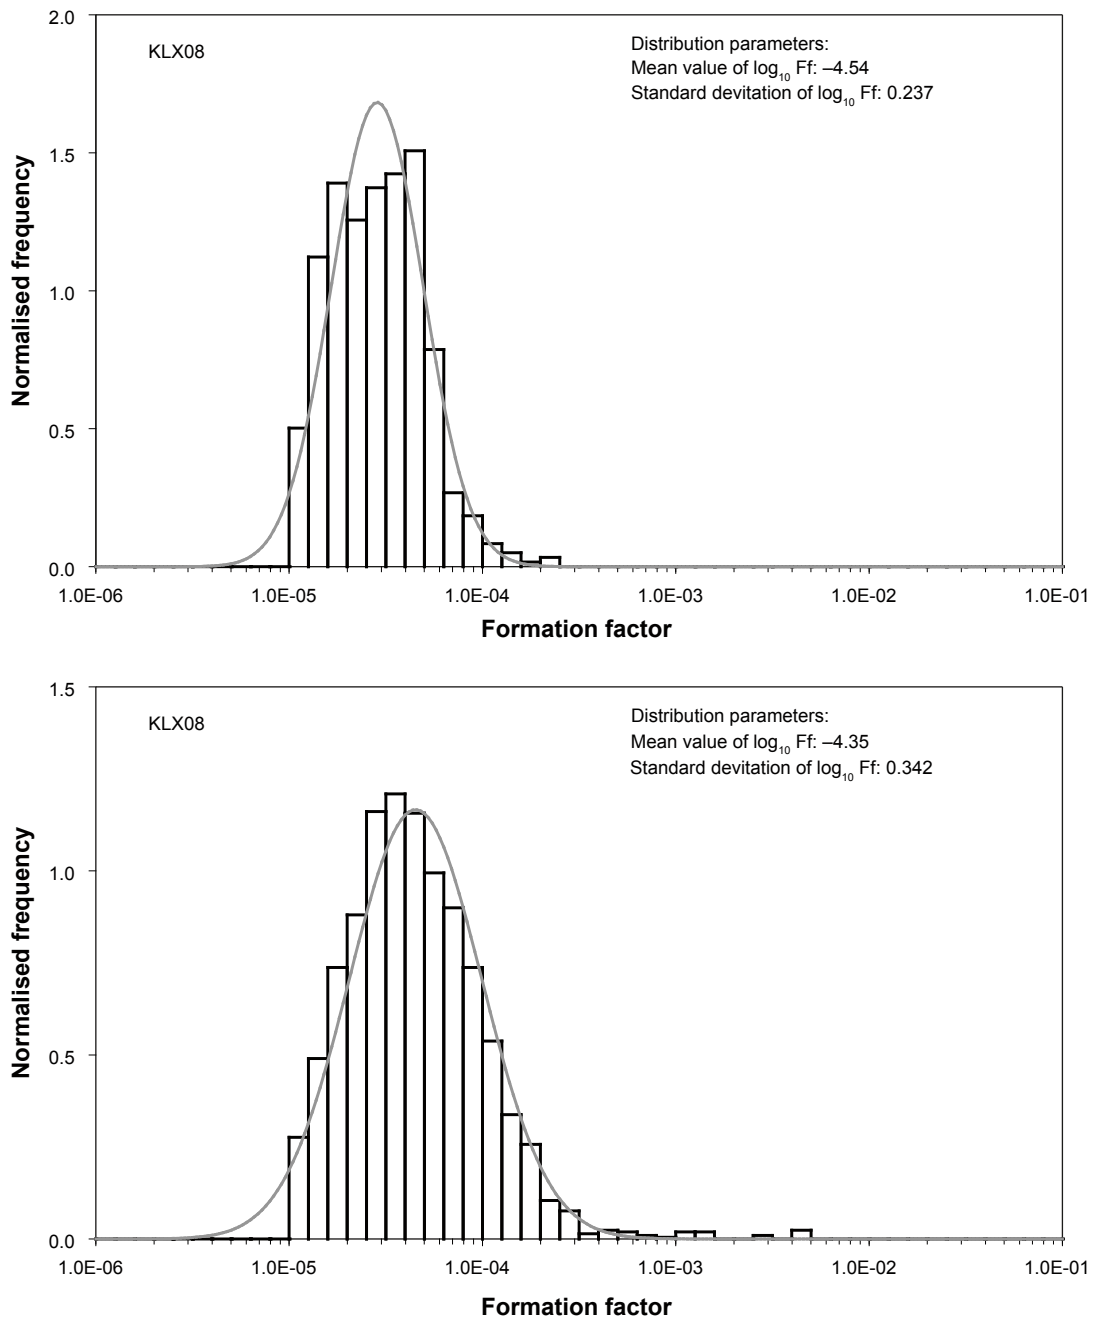 2.0
KLX08
Distribution parameters:
Mean value of log10 Ff: –4.54
Standard devitation of log10 Ff: 0.237
1.5
1.0
0.5
0.0
Normalised frequency
1.0E-06 1.0E-05 1.0E-04 1.0E-03 1.0E-02 1.0E-01
Formation factor
1.5
KLX08
Distribution parameters:
Mean value of log10 Ff: –4.35
Standard devitation of log10 Ff: 0.342
1.0
0.5
0.0
Normalised frequency
1.0E-06 1.0E-05 1.0E-04 1.0E-03 1.0E-02 1.0E-01
Formation factor